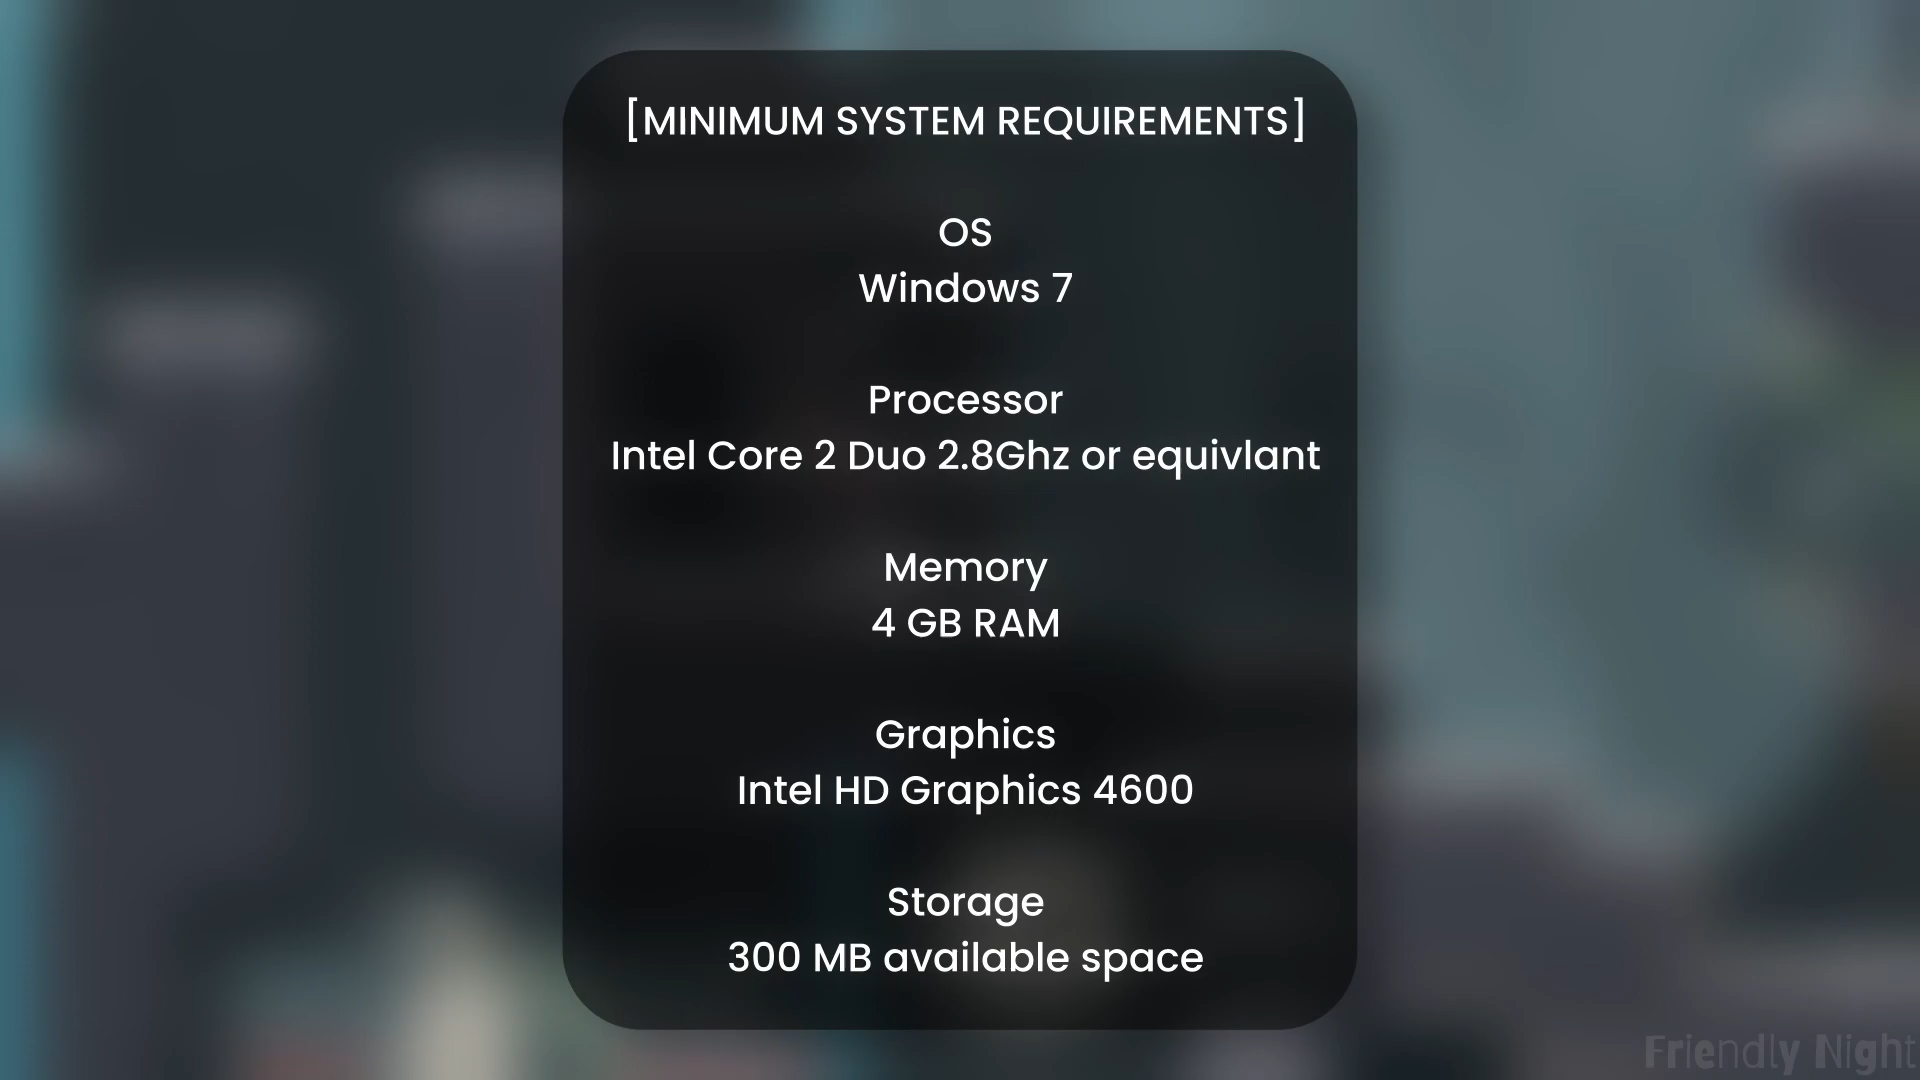 [MINIMUM SYSTEM REQUIREMENTS]
OS
Windows 7
Processor
Intel Core 2 Duo 2.8Ghz or equivlant
Memory
4 GB RAM
Graphics
Intel HD Graphics 4600
Storage
300 MB available space
Friendly Night